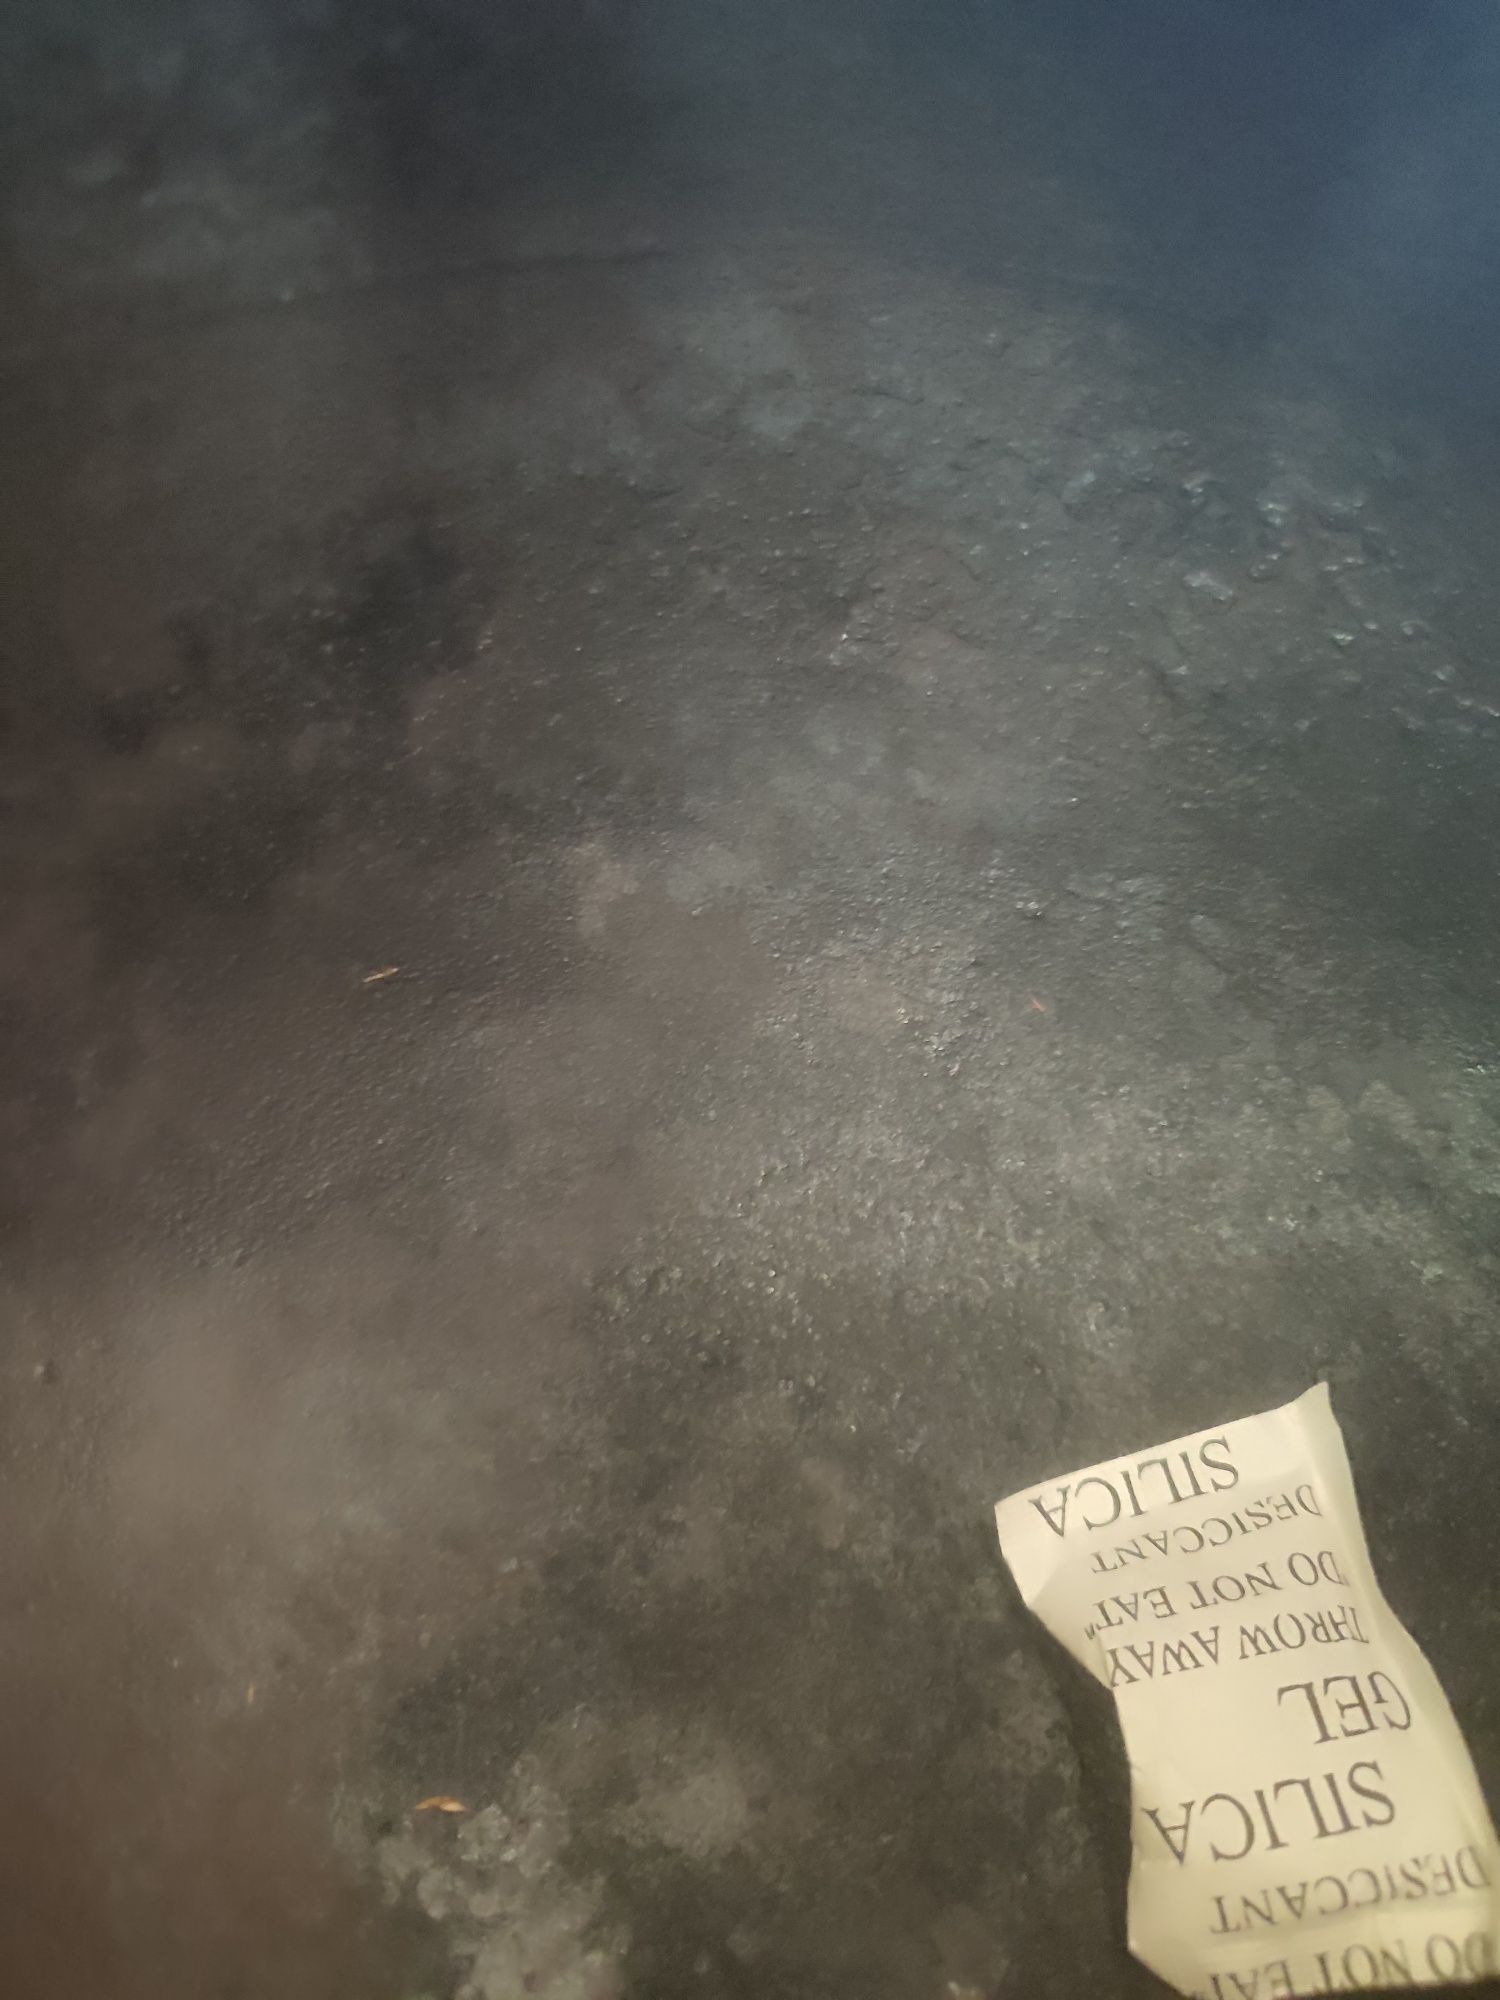 SILICA
DESICCANT
"DO NOT EAT"
THROW AWAY
GEL
SILICA
DESICCANT
"DO NOT EAT"